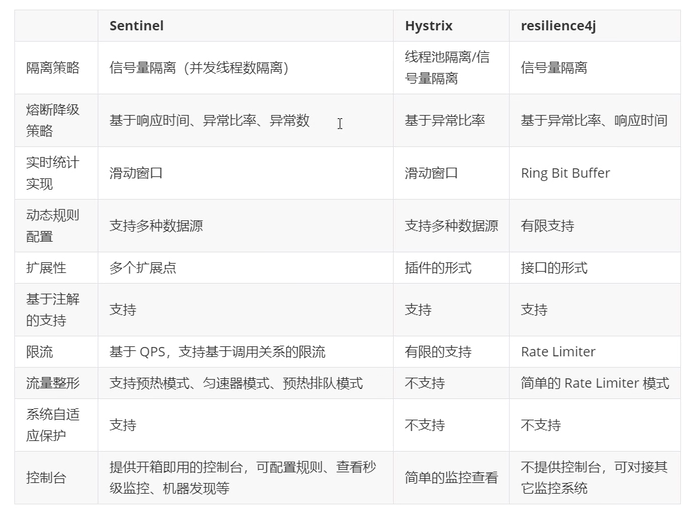 Sentinel Hystrix resilience4j
隔离策略 信号量隔离（并发线程数隔离） 线程池隔离/信
号量隔离 信号量隔离
熔断降级
策略 基于响应时间、异常比率、异常数 基于异常比率 基于异常比率、响应时间
实时统计
实现 滑动窗口 滑动窗口 Ring Bit Buffer
动态规则
配置 支持多种数据源 支持多种数据源 有限支持
扩展性 多个扩展点 插件的形式 接口的形式
基于注解
的支持 支持 支持 支持
限流 基于 QPS，支持基于调用关系的限流 有限的支持 Rate Limiter
流量整形 支持预热模式、匀速器模式、预热排队模式 不支持 简单的 Rate Limiter 模式
系统自适
应保护 支持 不支持 不支持
控制台 提供开箱即用的控制台，可配置规则、查看秒
级监控、机器发现等 简单的监控查看 不提供控制台，可对接其
它监控系统